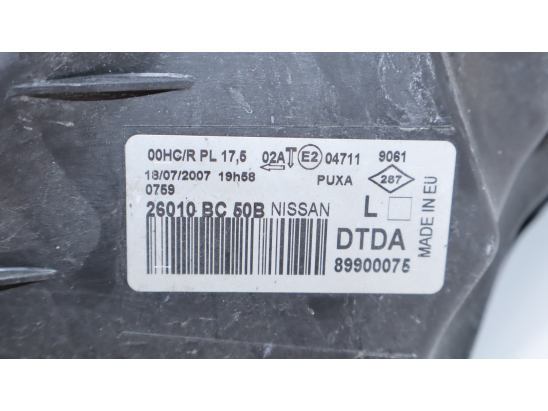 00HC/R PL 17,5 02A E2 04711 9061
18/07/2007 19h58 PUXA 287
0759
26010 BC 50B NISSAN L
DTDA
89900075
MADE IN EU